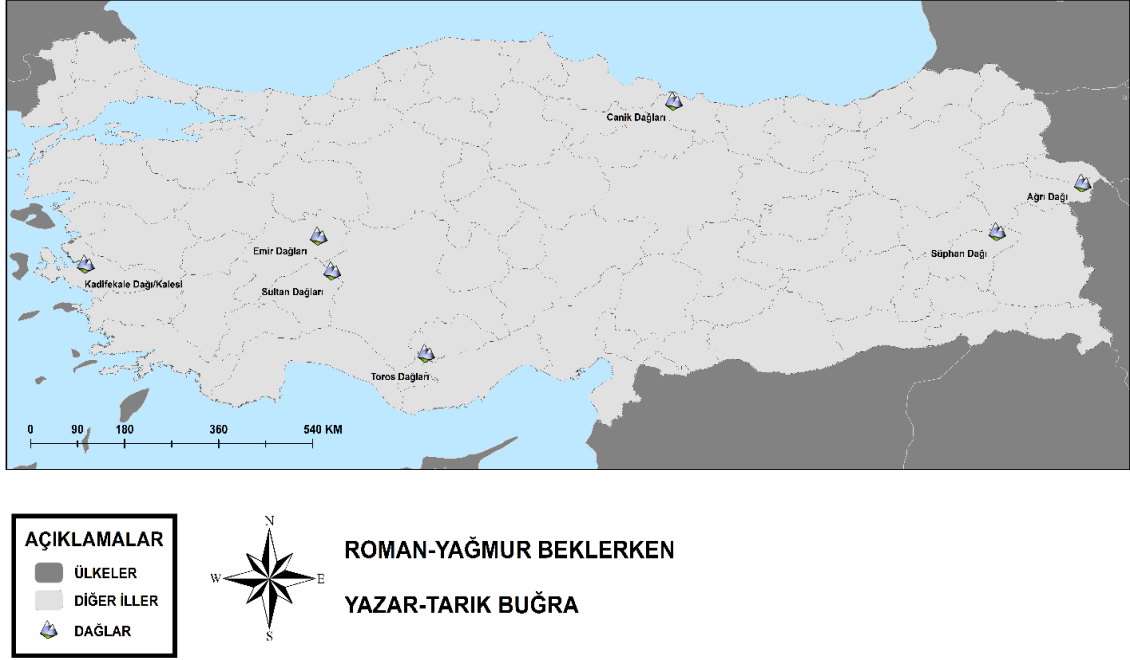 Canik Dağları
Ağrı Dağı
Emir Dağları
Süphan Dağı
Kadifekale Dağı/Kalesi
Sultan Dağları
Toros Dağları
0 90 180 360 540 KM
AÇIKLAMALAR
ÜLKELER
DİĞER İLLER
DAĞLAR
N
W E
S
ROMAN-YAĞMUR BEKLERKEN
YAZAR-TARIK BUĞRA